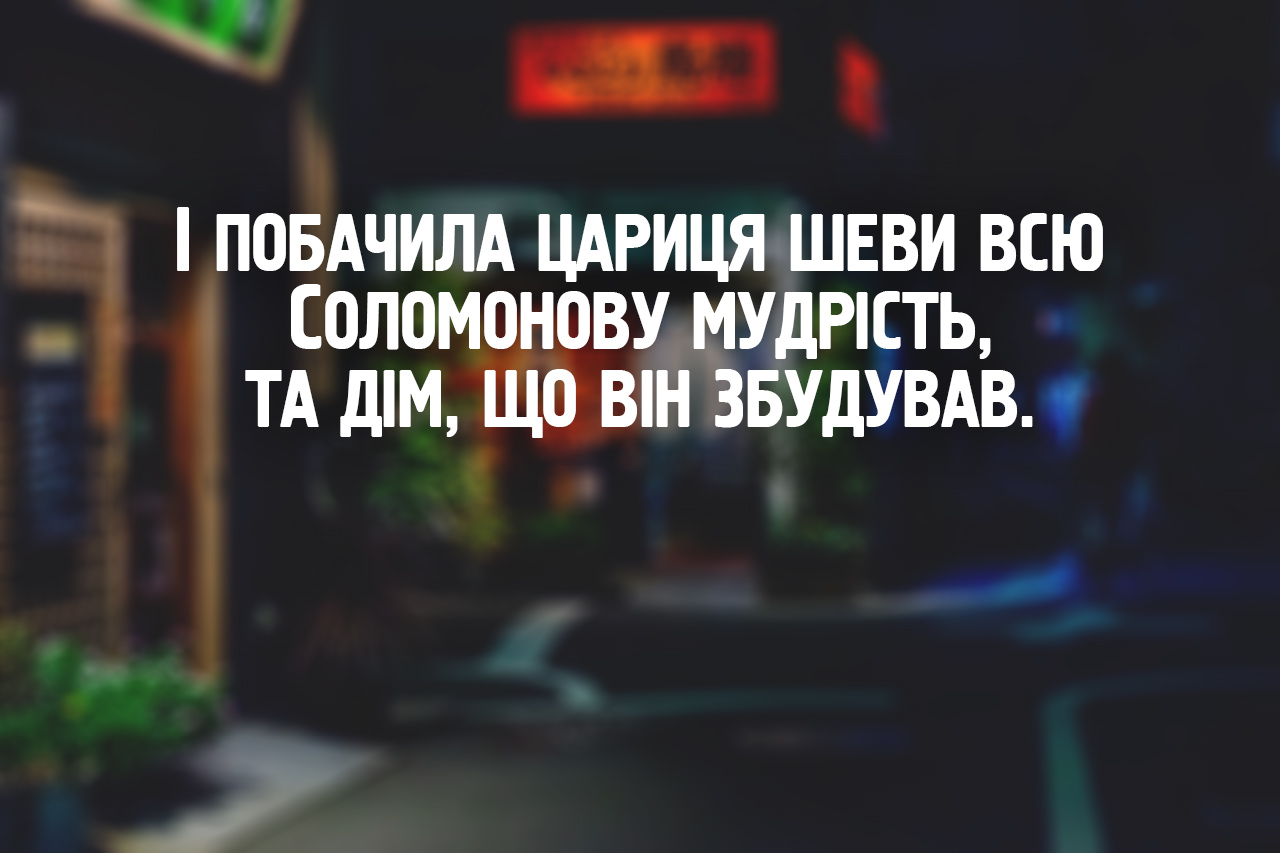 І побачила цариця Шеви всю
Соломонову мудрість,
та дім, що він збудував.